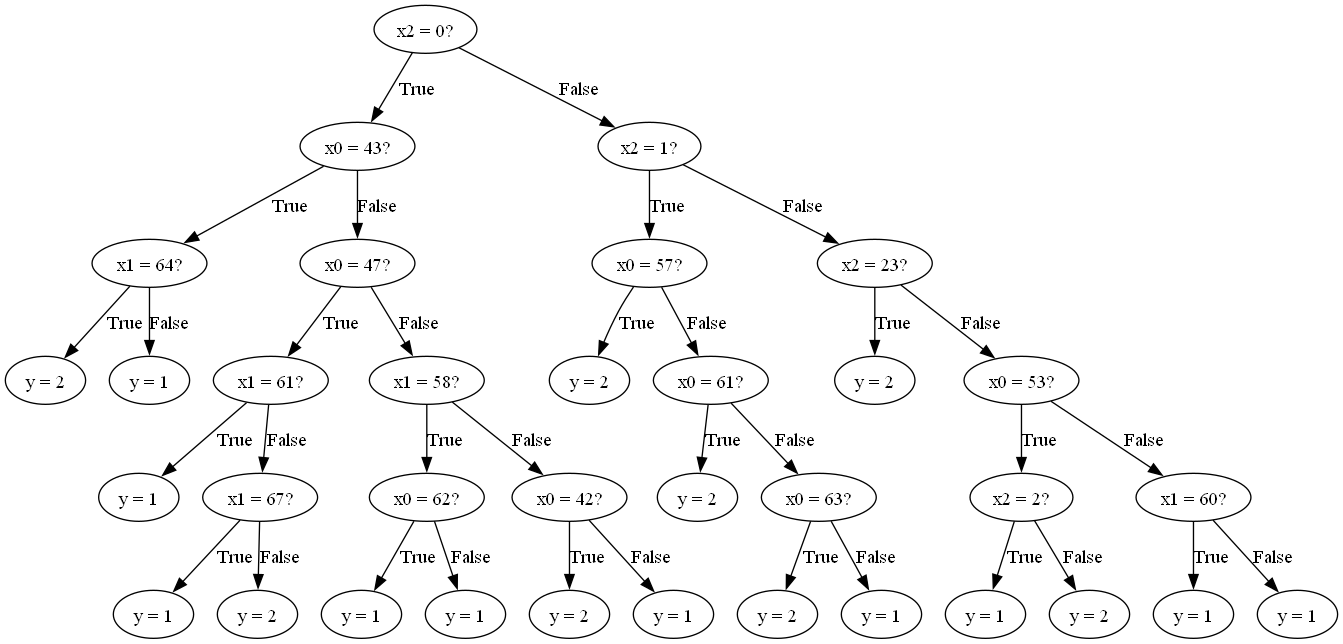 x2 = 0?
True
False
x0 = 43?
x2 = 1?
True
False
True
False
x1 = 64?
x0 = 47?
x0 = 57?
x2 = 23?
True
False
True
False
True
False
True
False
y = 2
y = 1
x1 = 61?
x1 = 58?
y = 2
x0 = 61?
y = 2
x0 = 53?
True
False
True
False
True
False
True
False
y = 1
x1 = 67?
x0 = 62?
x0 = 42?
y = 2
x0 = 63?
x2 = 2?
x1 = 60?
True
False
True
False
True
False
True
False
True
False
True
False
y = 1
y = 2
y = 1
y = 1
y = 2
y = 1
y = 2
y = 1
y = 1
y = 2
y = 1
y = 1